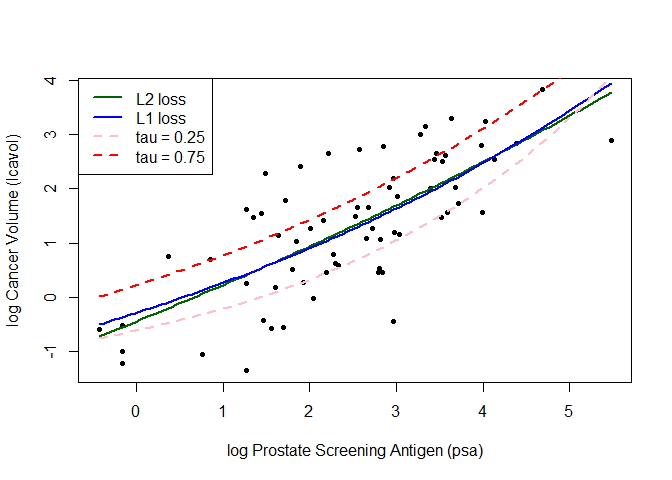 L2 loss
L1 loss
tau = 0.25
tau = 0.75
4
3
2
1
0
-1
log Cancer Volume (lcavol)
0 1 2 3 4 5
log Prostate Screening Antigen (psa)